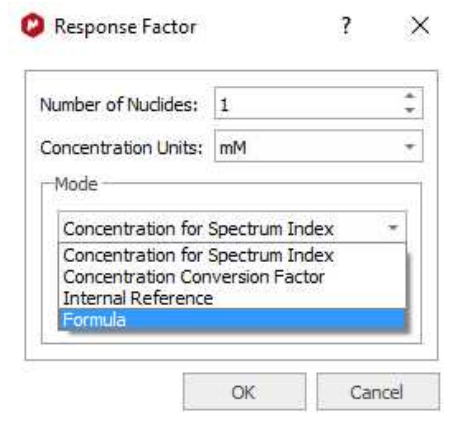 Response Factor ? ×
Number of Nuclides: 1
Concentration Units: mM
Mode
Concentration for Spectrum Index
Concentration for Spectrum Index
Concentration Conversion Factor
Internal Reference
Formula
OK Cancel